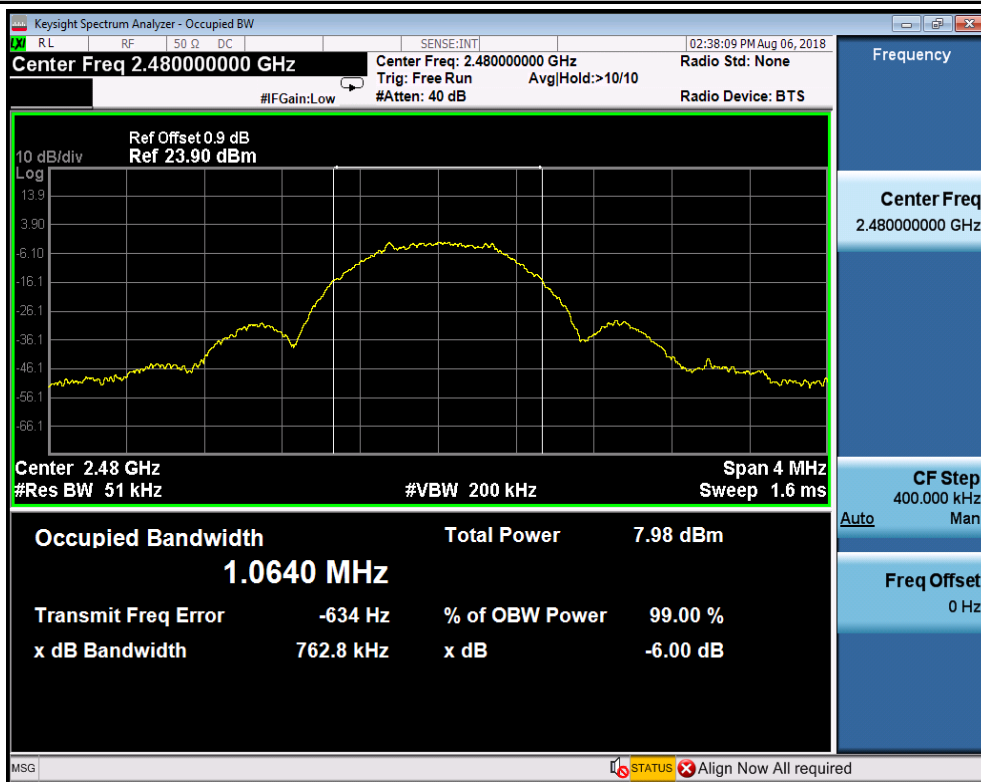 Keysight Spectrum Analyzer - Occupied BW
LXI RL RF 50 Ω DC SENSE:INT 02:38:09 PM Aug 06, 2018
Center Freq 2.480000000 GHz
Center Freq: 2.480000000 GHz
Radio Std: None
Trig: Free Run Avg|Hold:>10/10
#IFGain:Low
#Atten: 40 dB
Radio Device: BTS
Ref Offset 0.9 dB
10 dB/div Ref 23.90 dBm
Log
13.9
3.90
-6.10
-16.1
-26.1
-36.1
-46.1
-56.1
-66.1
Center 2.48 GHz Span 4 MHz
#Res BW 51 kHz #VBW 200 kHz Sweep 1.6 ms
Occupied Bandwidth Total Power 7.98 dBm
1.0640 MHz
Transmit Freq Error -634 Hz % of OBW Power 99.00 %
x dB Bandwidth 762.8 kHz x dB -6.00 dB
Frequency
Center Freq
2.480000000 GHz
CF Step
400.000 kHz
Auto Man
Freq Offset
0 Hz
MSG STATUS Align Now All required